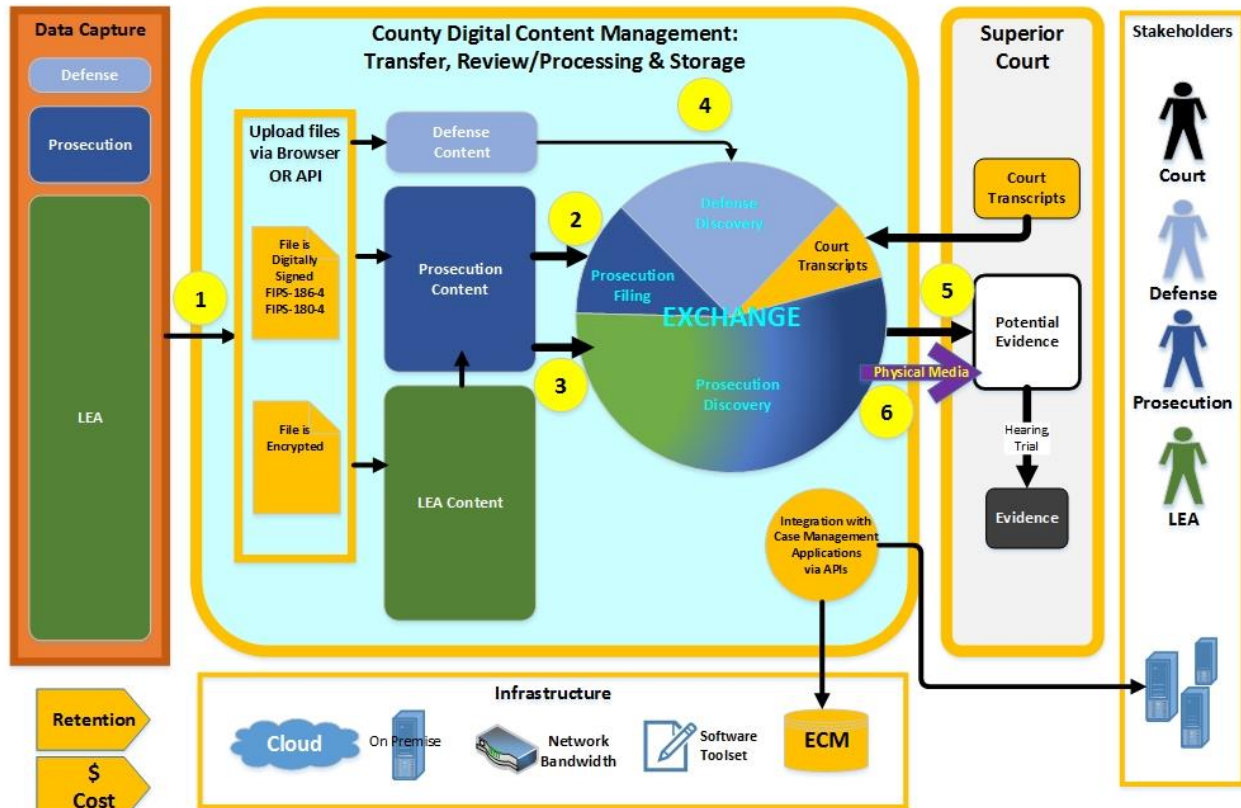 Data Capture
Defense
Prosecution
LEA
County Digital Content Management:
Transfer, Review/Processing & Storage
1
Upload files
via Browser
OR API
File is
Digitally
Signed
FIPS-186-4
FIPS-180-4
File is
Encrypted
Defense
Content
Prosecution
Content
LEA Content
2
3
4
Defense
Discovery
Prosecution
Filing
Court
Transcripts
EXCHANGE
Prosecution
Discovery
5
Physical Media
6
Integration with
Case Management
Applications
via APIs
Superior
Court
Court
Transcripts
Potential
Evidence
Hearing,
Trial
Evidence
Stakeholders
Court
Defense
Prosecution
LEA
Retention
$
Cost
Infrastructure
Cloud
On Premise
Network
Bandwidth
Software
Toolset
ECM